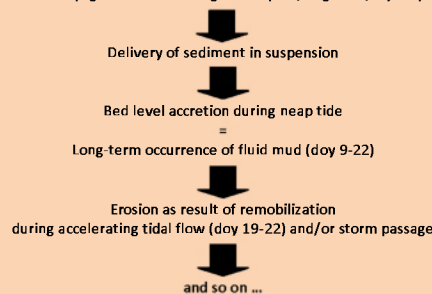 Delivery of sediment in suspension
Bed level accretion during neap tide
=
Long-term occurrence of fluid mud (doy 9-22)
Erosion as result of remobilization
during accelerating tidal flow (doy 19-22) and/or storm passage
and so on ...